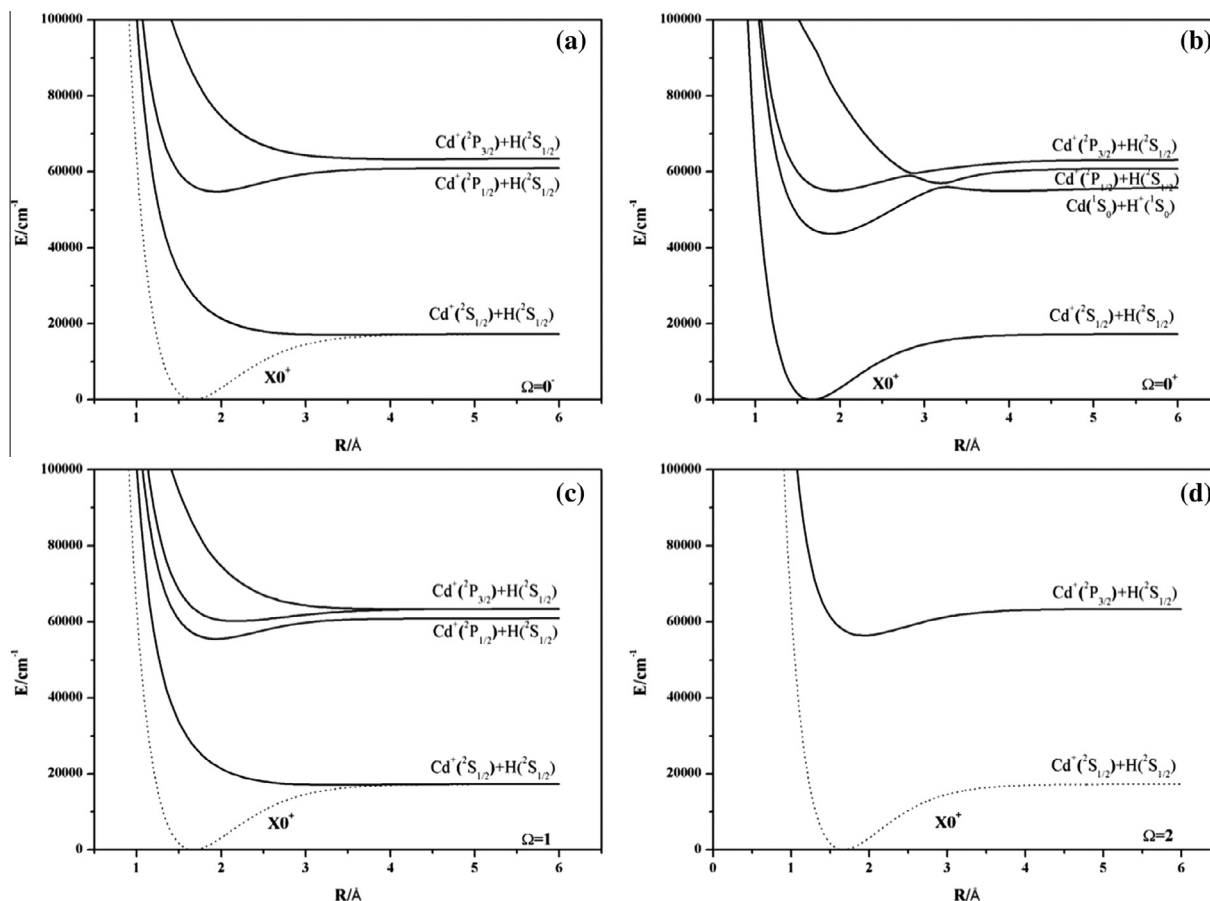 (a)
100000
80000
60000
40000
20000
0
E/cm⁻¹
Cd⁺(²P₃/₂)+H(²S₁/₂)
Cd⁺(²P₁/₂)+H(²S₁/₂)
Cd⁺(²S₁/₂)+H(²S₁/₂)
X0⁺
Ω=0⁻
1 2 3 4 5 6
R/Å
(b)
100000
80000
60000
40000
20000
0
E/cm⁻¹
Cd⁺(²P₃/₂)+H(²S₁/₂)
Cd⁺(²P₁/₂)+H(²S₁/₂)
Cd(¹S₀)+H⁺(¹S₀)
Cd⁺(²S₁/₂)+H(²S₁/₂)
X0⁺
Ω=0⁺
1 2 3 4 5 6
R/Å
(c)
100000
80000
60000
40000
20000
0
E/cm⁻¹
Cd⁺(²P₃/₂)+H(²S₁/₂)
Cd⁺(²P₁/₂)+H(²S₁/₂)
Cd⁺(²S₁/₂)+H(²S₁/₂)
X0⁺
Ω=1
1 2 3 4 5 6
R/Å
(d)
100000
80000
60000
40000
20000
0
E/cm⁻¹
Cd⁺(²P₃/₂)+H(²S₁/₂)
Cd⁺(²S₁/₂)+H(²S₁/₂)
X0⁺
Ω=2
0 1 2 3 4 5 6
R/Å